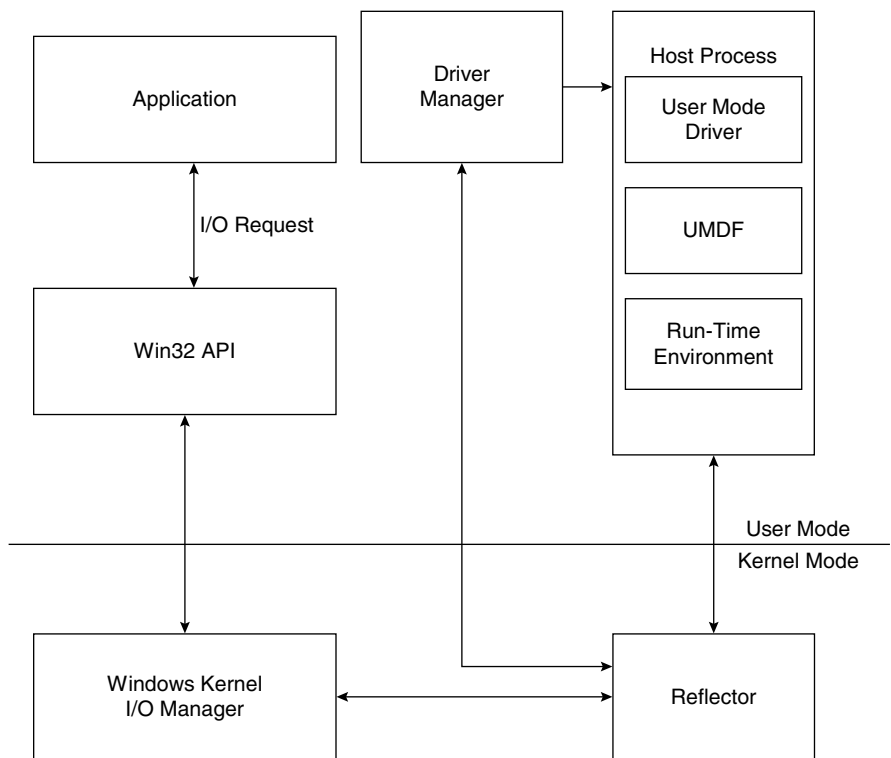 Application
Driver
Manager
Host Process
User Mode
Driver
UMDF
Run-Time
Environment
I/O Request
Win32 API
User Mode
Kernel Mode
Windows Kernel
I/O Manager
Reflector